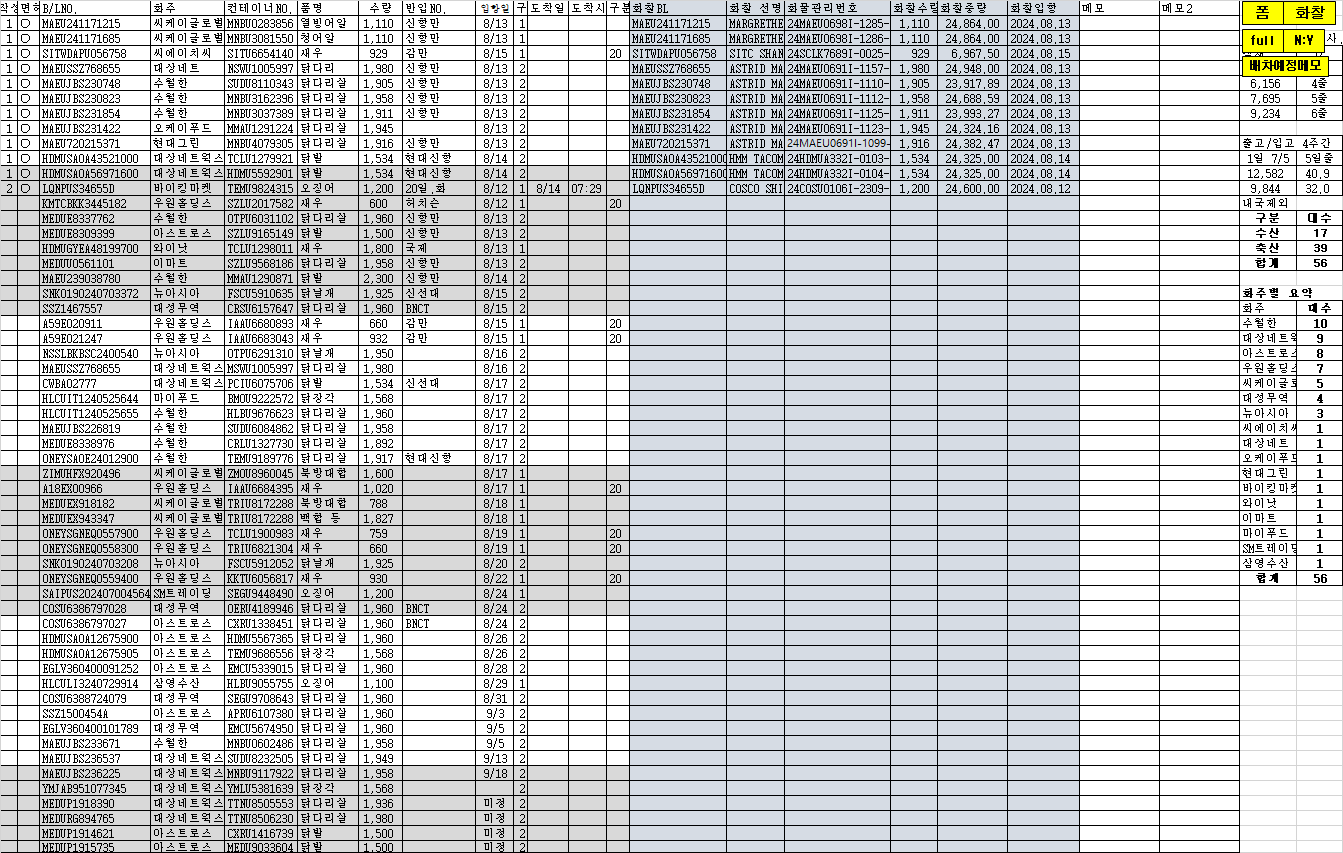 작성 면허 B/LNO. 화주 컨테이너NO. 품명 수량 반입NO. 입항일 구 도착일 도착시 구분 화찰BL 화찰 선명 화물관리번호 화찰수량 화찰중량 화찰입항 메모 메모2 폼 화찰
1 O MAEU241171215 씨케이글로벌 MNBU0283856 열빙어알 1,110 신항만 8/13 1 MAEU241171215 MARGRETHE 24MAEU0698I-1285- 1,110 24,864,00 2024.08.13
1 O MAEU241171685 씨케이글로벌 MNBU3081550 청어알 1,110 신항만 8/13 1 MAEU241171685 MARGRETHE 24MAEU0698I-1286- 1,110 24,864,00 2024.08.13 full N:Y 사,
1 O SITWDAPU056758 씨에이치씨 SITU6654140 새우 929 감만 8/15 1 20 SITWDAPU056758 SITC SHAN 24SCLK7689I-0025- 929 6,967,50 2024.08.15
1 O MAEUSSZ768655 대상네트 NSWU1005997 닭다리 1,980 신항만 8/13 2 MAEUSSZ768655 ASTRID MA 24MAEU0691I-1157- 1,980 24,948,00 2024.08.13 배차예정메모
1 O MAEUJBS230748 수월한 SUDU8110343 닭다리살 1,905 신항만 8/13 2 MAEUJBS230748 ASTRID MA 24MAEU0691I-1110- 1,905 23,917,89 2024.08.13 6,156 4줄
1 O MAEUJBS230823 수월한 MNBU3162396 닭다리살 1,958 신항만 8/13 2 MAEUJBS230823 ASTRID MA 24MAEU0691I-1112- 1,958 24,688,59 2024.08.13 7,695 5줄
1 O MAEUJBS231854 수월한 MNBU3037389 닭다리살 1,911 신항만 8/13 2 MAEUJBS231854 ASTRID MA 24MAEU0691I-1115- 1,911 23,993,27 2024.08.13 9,234 6줄
1 O MAEUJBS231422 오케이푸드 MMAU1291224 닭다리살 1,945 8/13 2 MAEUJBS231422 ASTRID MA 24MAEU0691I-1123- 1,945 24,324,16 2024.08.13
1 O MAEU720215371 현대그린 MNBU4079305 닭다리살 1,916 신항만 8/13 2 MAEU720215371 ASTRID MA 24MAEU0691I-1099- 1,916 24,382,47 2024.08.13 출고/입고 4주간
1 O HDMUSAOA43521000 대상네트웍스 TCLU1279921 닭발 1,534 현대신항 8/14 2 HDMUSAOA43521000 HMM TACOM 24HDMUA332I-0103- 1,534 24,325,00 2024.08.14 1일 7/5 5일줄
1 O HDMUSAOA56971600 대상네트웍스 HDMU5592901 닭발 1,534 현대신항 8/14 2 HDMUSAOA56971600 HMM TACOM 24HDMUA332I-0104- 1,534 24,325,00 2024.08.14 12,582 40.9
2 O LQNPUS34655D 바이킹마켓 TEMU9824315 오징어 1,200 20일,화 8/12 1 8/14 07:29 LQNPUS34655D COSCO SHI 24COSU0106I-2309- 1,200 24,600,00 2024.08.12 9,844 32.0
KMTCBKK3445182 우원홀딩스 SZLU2017582 새우 600 허치슨 8/12 1 20 내국제외
MEDUE8337762 수월한 OTPU6031102 닭다리살 1,960 신항만 8/13 2 구분 대수
MEDUE8309399 아스트로스 SZLU9165149 닭다리살 1,500 신항만 8/13 2 수산 17
HDMUGYEA48199700 와이낫 TCLU1298011 새우 1,800 국제 8/13 1 축산 39
MEDUU0561101 이마트 SZLU9568186 닭다리살 1,958 신항만 8/13 2 합계 56
MAEU239038780 수월한 MMAU1290871 닭발 2,300 신항만 8/14 2
SNKO190240703372 뉴아시아 FSCU5910635 닭날개 1,925 신선대 8/15 2 화주별 요약
SSZ1467557 대성무역 CRSU6157647 닭다리살 1,960 BNCT 8/15 2 화주 대수
A59E020911 우원홀딩스 IAAU6680893 새우 660 감만 8/15 1 20 수월한 10
A59E021247 우원홀딩스 IAAU6683043 새우 932 감만 8/15 1 20 대상네트웍 9
NSSLBKBSC2400540 뉴아시아 OTPU6291310 닭날개 1,950 8/16 2 아스트로스 8
MAEUSSZ768655 대상네트웍스 MSWU1005997 닭다리살 1,980 8/16 2 우원홀딩스 7
CWBA02777 대상네트웍스 PCIU6075706 닭발 1,534 신선대 8/17 2 씨케이글로 5
HLCUIT1240525644 마이푸드 BMOU9222572 닭장각 1,568 8/17 2 대성무역 4
HLCUIT1240525655 수월한 HLBU9676623 닭다리살 1,960 8/17 2 뉴아시아 3
MAEUJBS226819 수월한 SUDU6084862 닭다리살 1,958 8/17 2 씨에이치씨 1
MEDUE8338976 수월한 CRLU1327730 닭다리살 1,892 8/17 2 대상네트 1
ONEYSAOE24012900 수월한 TEMU9189776 닭다리살 1,917 현대신항 8/17 2 오케이푸드 1
ZIMUHFX920496 씨케이글로벌 ZMOU8960045 북방대합 1,600 8/17 1 현대그린 1
A18EX00966 우원홀딩스 IAAU6684395 새우 1,020 8/17 1 20 바이킹마켓 1
MEDUEX918182 씨케이글로벌 TRIU8172288 북방대합 788 8/18 1 와이낫 1
MEDUEX943347 씨케이글로벌 TRIU8172288 백합 등 1,827 8/18 1 이마트 1
ONEYSGNEQ0557900 우원홀딩스 TCLU1900983 새우 759 8/19 1 20 마이푸드 1
ONEYSGNEQ0558300 우원홀딩스 TRIU6821304 새우 660 8/19 1 20 SM트레이딩 1
SNKO190240703208 뉴아시아 FSCU5912052 닭날개 1,925 8/20 2 삼영수산 1
ONEYSGNEQ0559400 우원홀딩스 KKTU6056817 새우 930 8/22 1 20 합계 56
SAIPUS202407004564 SM트레이딩 SEGU9448490 오징어 1,200 8/24 1
COSU6386797028 대성무역 OERU4189946 닭다리살 1,960 BNCT 8/24 2
COSU6386797027 아스트로스 CXRU1338451 닭다리살 1,960 BNCT 8/24 2
HDMUSAOA12675900 아스트로스 HDMU5567365 닭다리살 1,960 8/26 2
HDMUSAOA12675905 아스트로스 TEMU9686555 닭장각 1,568 8/26 2
EGLV360400091252 아스트로스 EMCU5339015 닭다리살 1,960 8/28 2
HLCULI3240729914 삼영수산 HLBU9055755 오징어 1,100 8/29 1
COSU6388724079 대성무역 SEGU9708643 닭다리살 1,960 8/31 2
SSZ1500454A 아스트로스 APRU6107380 닭다리살 1,960 9/3 2
EGLV360400101789 대성무역 EMCU5674950 닭다리살 1,960 9/5 2
MAEUJBS233671 수월한 MNBU0602486 닭다리살 1,958 9/5 2
MAEUJBS236537 대상네트웍스 SUDU8232505 닭다리살 1,949 9/13 2
MAEUJBS236225 대상네트웍스 MNBU9117922 닭다리살 1,958 9/18 2
YMJAB951077345 대상네트웍스 YMLU5381639 닭장각 1,568 2
MEDUP1918390 대상네트웍스 TTNU8505553 닭다리살 1,936 미정 2
MEDURG894765 대상네트웍스 TTNU8506230 닭다리살 1,980 미정 2
MEDUP1914621 아스트로스 CXRU1416739 닭발 1,500 미정 2
MEDUP1915735 아스트로스 MEDU9033604 닭발 1,500 미정 2